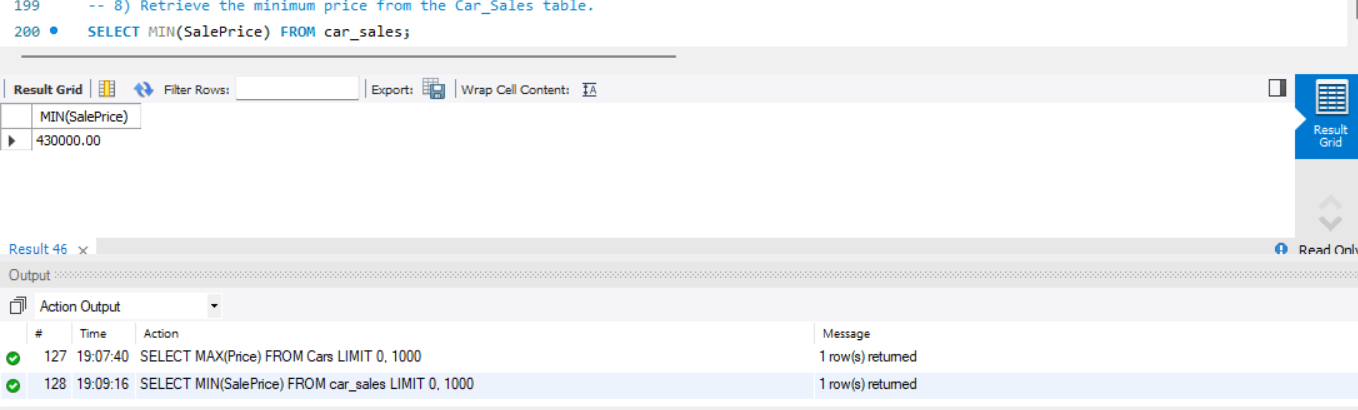 199 -- 8) Retrieve the minimum price from the Car_Sales table.
200 SELECT MIN(SalePrice) FROM car_sales;
Result Grid Filter Rows: Export: Wrap Cell Content:
MIN(SalePrice)
430000.00
Result
Grid
Result 46 Read Only
Output
Action Output
# Time Action Message
127 19:07:40 SELECT MAX(Price) FROM Cars LIMIT 0, 1000 1 row(s) returned
128 19:09:16 SELECT MIN(SalePrice) FROM car_sales LIMIT 0, 1000 1 row(s) returned